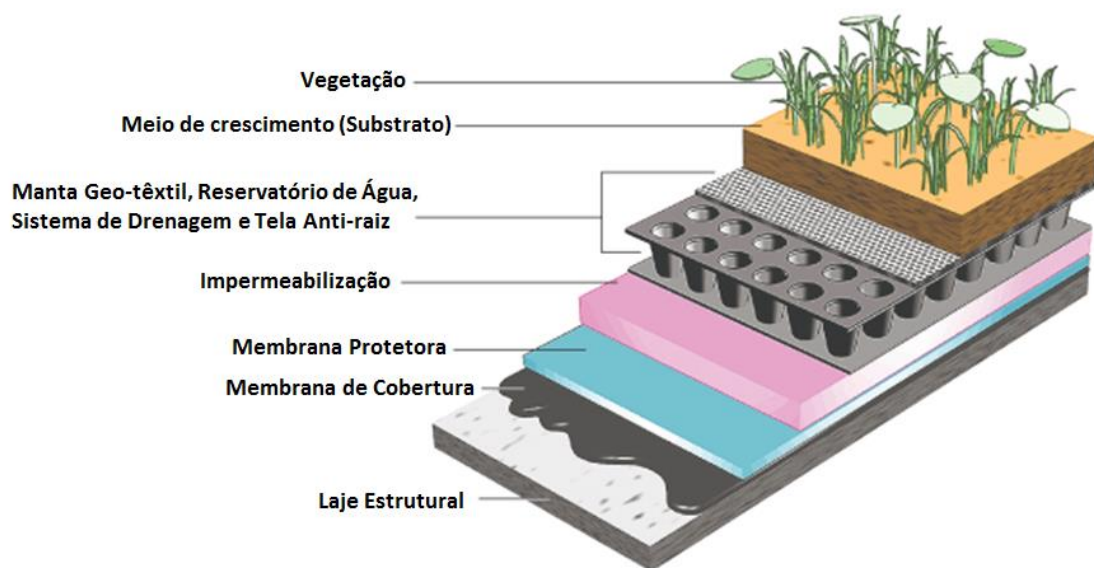 Vegetação
Meio de crescimento (Substrato)
Manta Geo-têxtil, Reservatório de Água,
Sistema de Drenagem e Tela Anti-raiz
Impermeabilização
Membrana Protetora
Membrana de Cobertura
Laje Estrutural